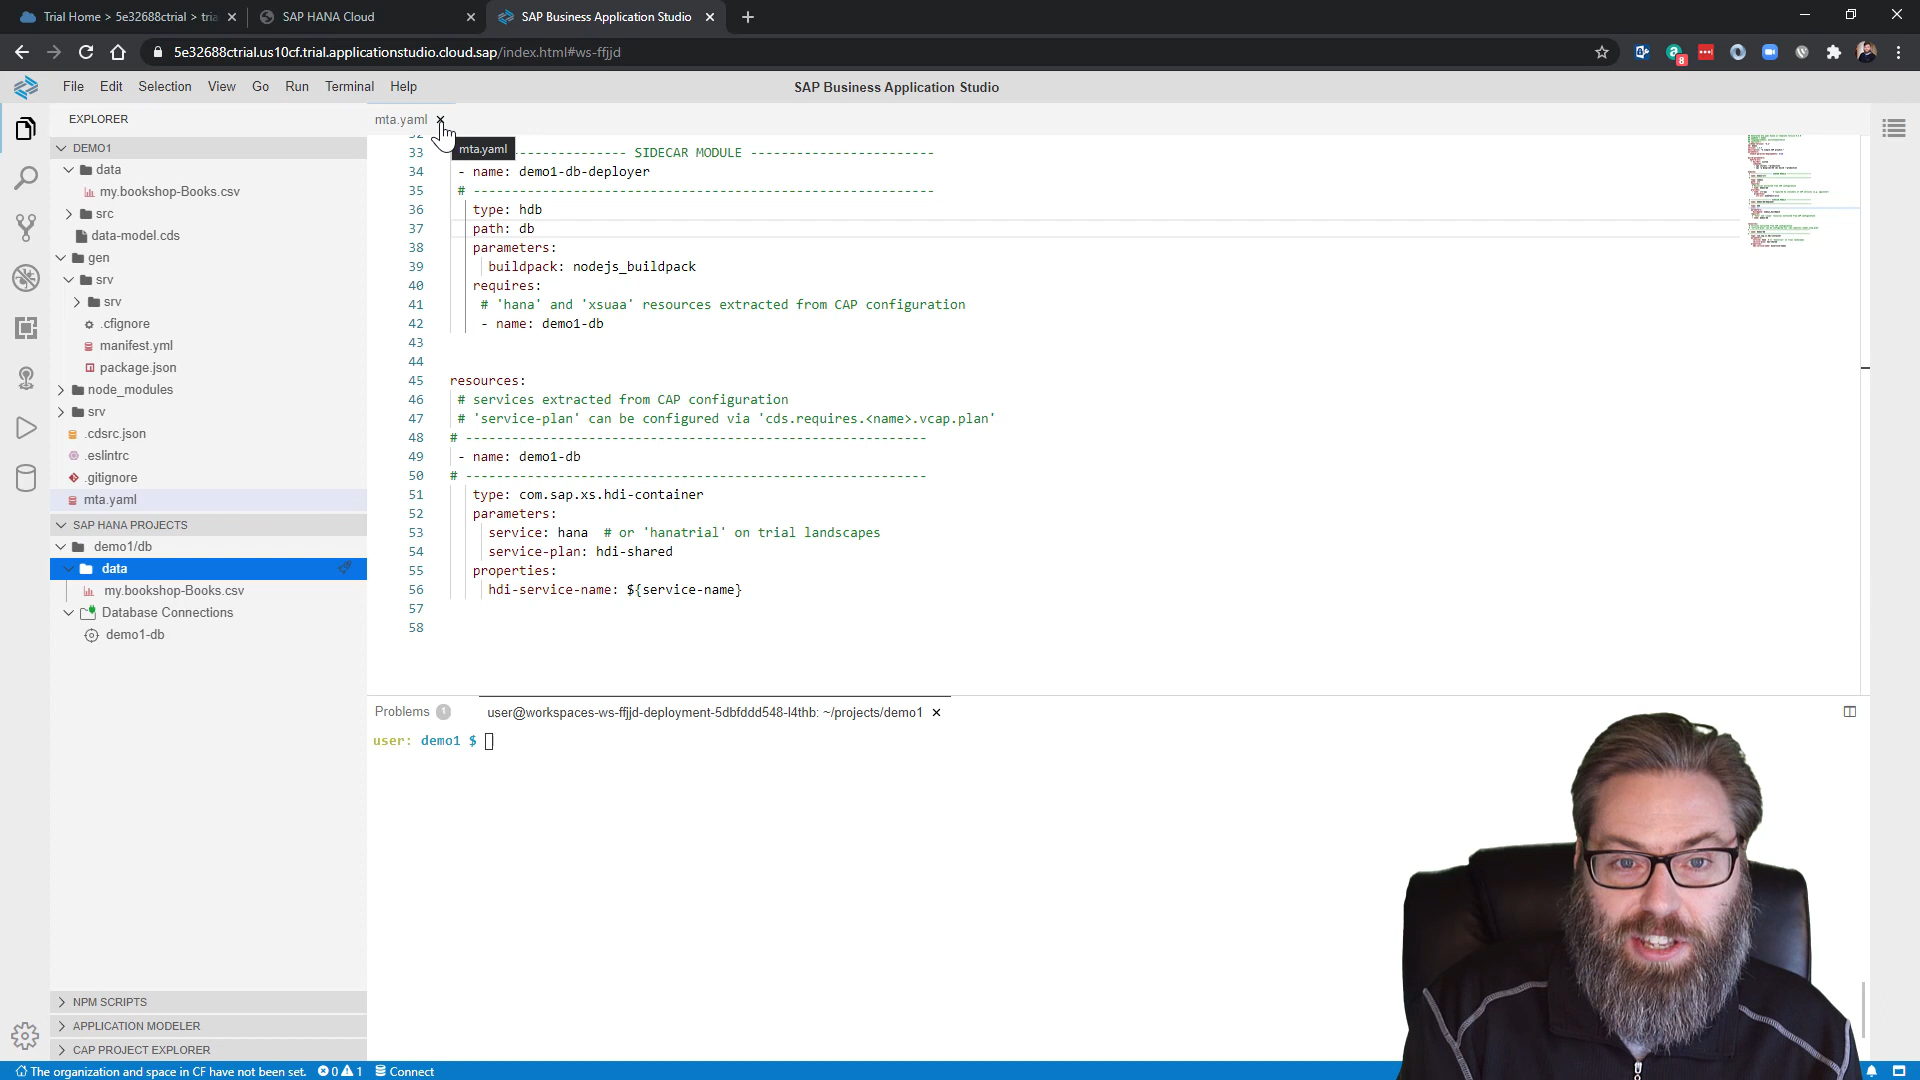 Trial Home > 5e32688ctrial > tria
SAP HANA Cloud
SAP Business Application Studio
5e32688ctrial.us10cf.trial.applicationstudio.cloud.sap/index.html#ws-ffjjd
8
File Edit Selection View Go Run Terminal Help
SAP Business Application Studio
EXPLORER
DEMO1
data
my.bookshop-Books.csv
src
data-model.cds
gen
srv
srv
.cfignore
manifest.yml
package.json
node_modules
srv
.cdsrc.json
.eslintrc
.gitignore
mta.yaml
SAP HANA PROJECTS
demo1/db
data
my.bookshop-Books.csv
Database Connections
demo1-db
NPM SCRIPTS
APPLICATION MODELER
CAP PROJECT EXPLORER
mta.yaml
mta.yaml
32
33 -------------- SIDECAR MODULE ------------------------
34 - name: demo1-db-deployer
35 # ------------------------------------------------------------
36 type: hdb
37 path: db
38 parameters:
39 buildpack: nodejs_buildpack
40 requires:
41 # 'hana' and 'xsuaa' resources extracted from CAP configuration
42 - name: demo1-db
43
44
45 resources:
46 # services extracted from CAP configuration
47 # 'service-plan' can be configured via 'cds.requires.<name>.vcap.plan'
48 # ------------------------------------------------------------
49 - name: demo1-db
50 # ------------------------------------------------------------
51 type: com.sap.xs.hdi-container
52 parameters:
53 service: hana # or 'hanatrial' on trial landscapes
54 service-plan: hdi-shared
55 properties:
56 hdi-service-name: ${service-name}
57
58
Problems 1
user@workspaces-ws-ffjjd-deployment-5dbfddd548-l4thb: ~/projects/demo1
user: demo1 $
The organization and space in CF have not been set. 0 1 Connect